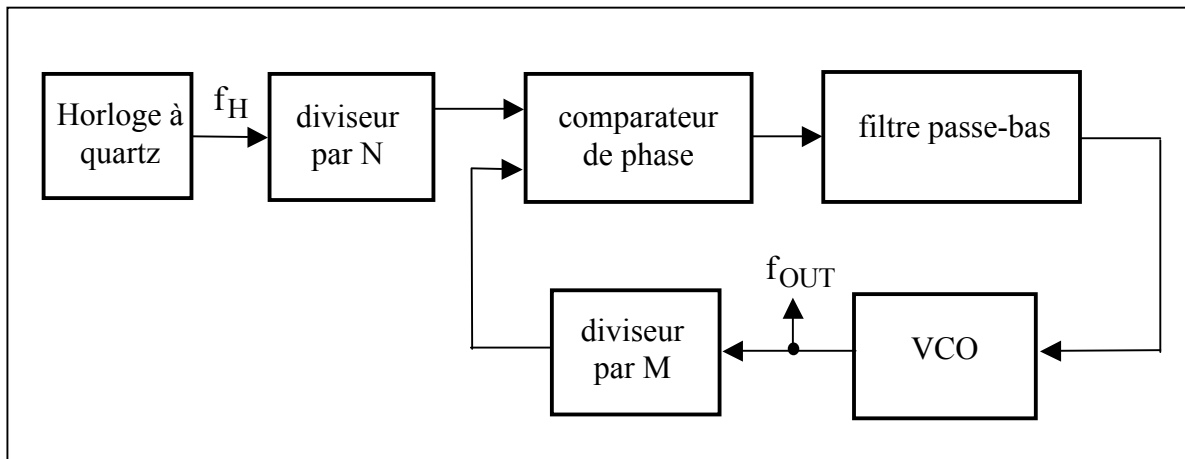 Horloge à
quartz
f_H
diviseur
par N
comparateur
de phase
filtre passe-bas
f_OUT
diviseur
par M
VCO